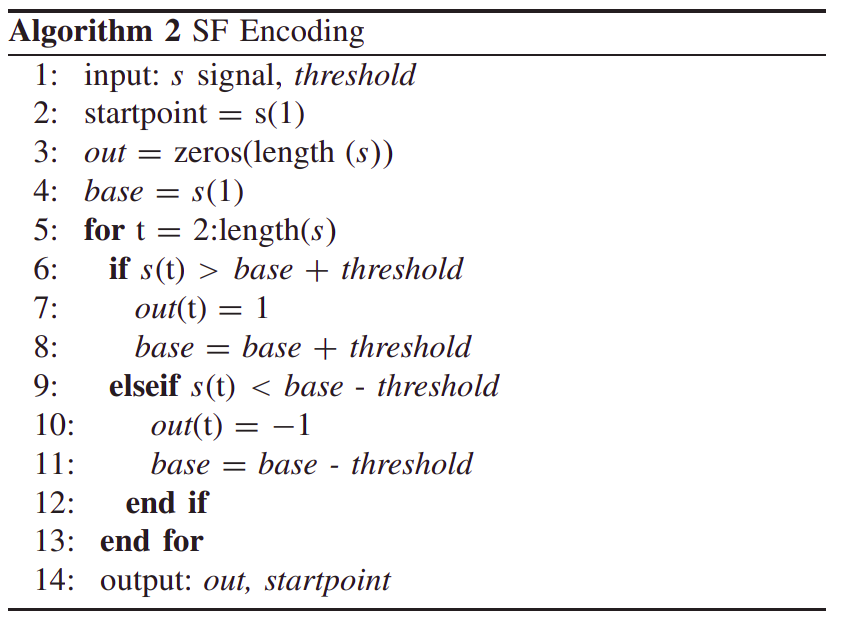 Algorithm 2 SF Encoding
1: input: s signal, threshold
2: startpoint = s(1)
3: out = zeros(length (s))
4: base = s(1)
5: for t = 2:length(s)
6: if s(t) > base + threshold
7: out(t) = 1
8: base = base + threshold
9: elseif s(t) < base - threshold
10: out(t) = −1
11: base = base - threshold
12: end if
13: end for
14: output: out, startpoint